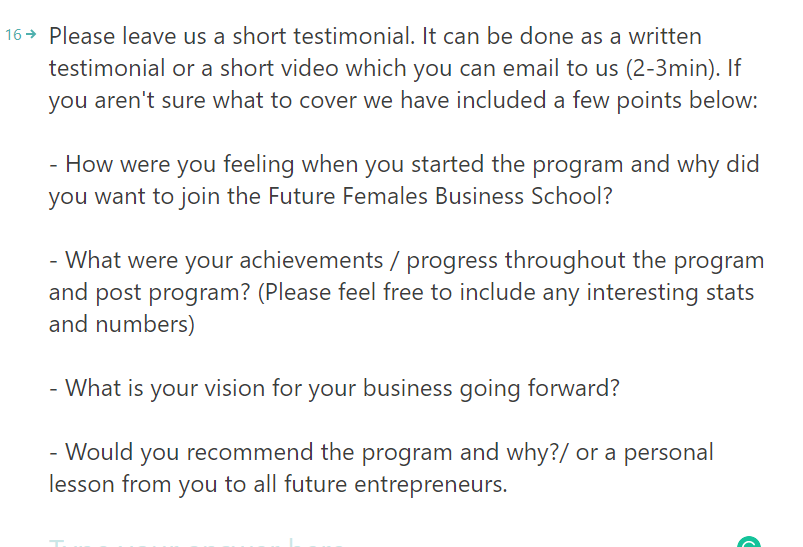 16→ Please leave us a short testimonial. It can be done as a written
testimonial or a short video which you can email to us (2-3min). If
you aren't sure what to cover we have included a few points below:
- How were you feeling when you started the program and why did
you want to join the Future Females Business School?
- What were your achievements / progress throughout the program
and post program? (Please feel free to include any interesting stats
and numbers)
- What is your vision for your business going forward?
- Would you recommend the program and why?/ or a personal
lesson from you to all future entrepreneurs.